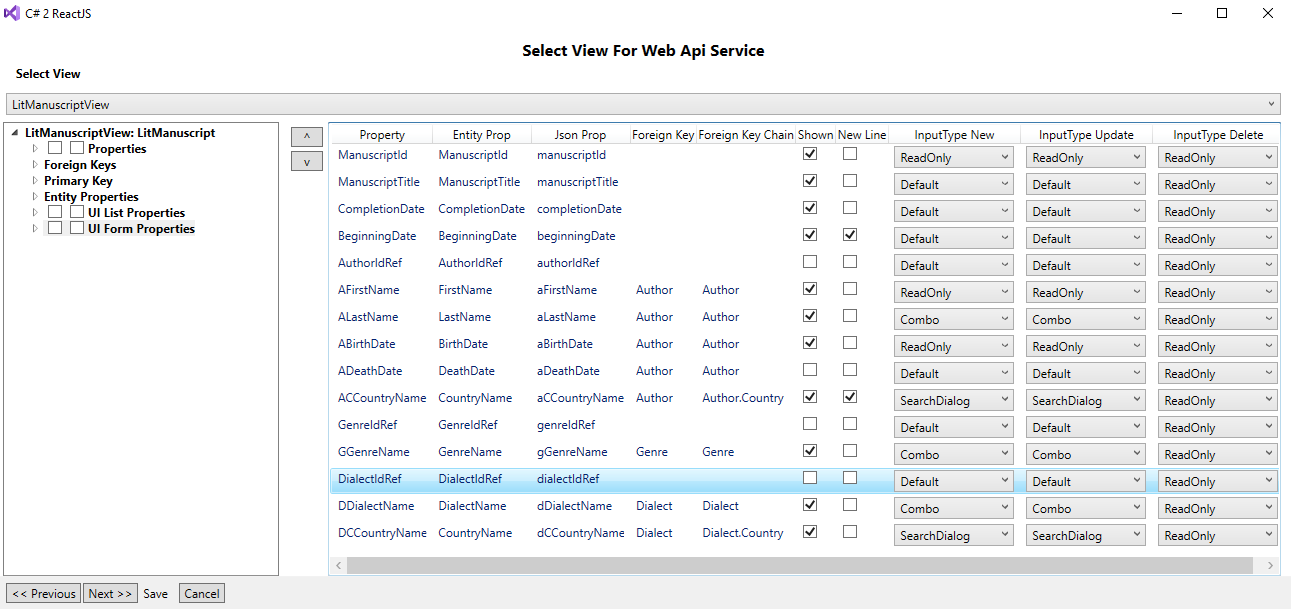 C# 2 ReactJS
Select View For Web Api Service
Select View
LitManuscriptView
LitManuscriptView: LitManuscript
Properties
Foreign Keys
Primary Key
Entity Properties
UI List Properties
UI Form Properties
Property Entity Prop Json Prop Foreign Key Foreign Key Chain Shown New Line InputType New InputType Update InputType Delete
ManuscriptId ManuscriptId manuscriptId ReadOnly ReadOnly ReadOnly
ManuscriptTitle ManuscriptTitle manuscriptTitle Default Default ReadOnly
CompletionDate CompletionDate completionDate Default Default ReadOnly
BeginningDate BeginningDate beginningDate Default Default ReadOnly
AuthorIdRef AuthorIdRef authorIdRef Default Default ReadOnly
AFirstName FirstName aFirstName Author Author ReadOnly ReadOnly ReadOnly
ALastName LastName aLastName Author Author Combo Combo ReadOnly
ABirthDate BirthDate aBirthDate Author Author ReadOnly ReadOnly ReadOnly
ADeathDate DeathDate aDeathDate Author Author Default Default ReadOnly
ACCountryName CountryName aCCountryName Author Author.Country SearchDialog SearchDialog ReadOnly
GenreIdRef GenreIdRef genreIdRef Default Default ReadOnly
GGenreName GenreName gGenreName Genre Genre Combo Combo ReadOnly
DialectIdRef DialectIdRef dialectIdRef Default Default ReadOnly
DDialectName DialectName dDialectName Dialect Dialect Combo Combo ReadOnly
DCCountryName CountryName dCCountryName Dialect Dialect.Country SearchDialog SearchDialog ReadOnly
<< Previous Next >> Save Cancel